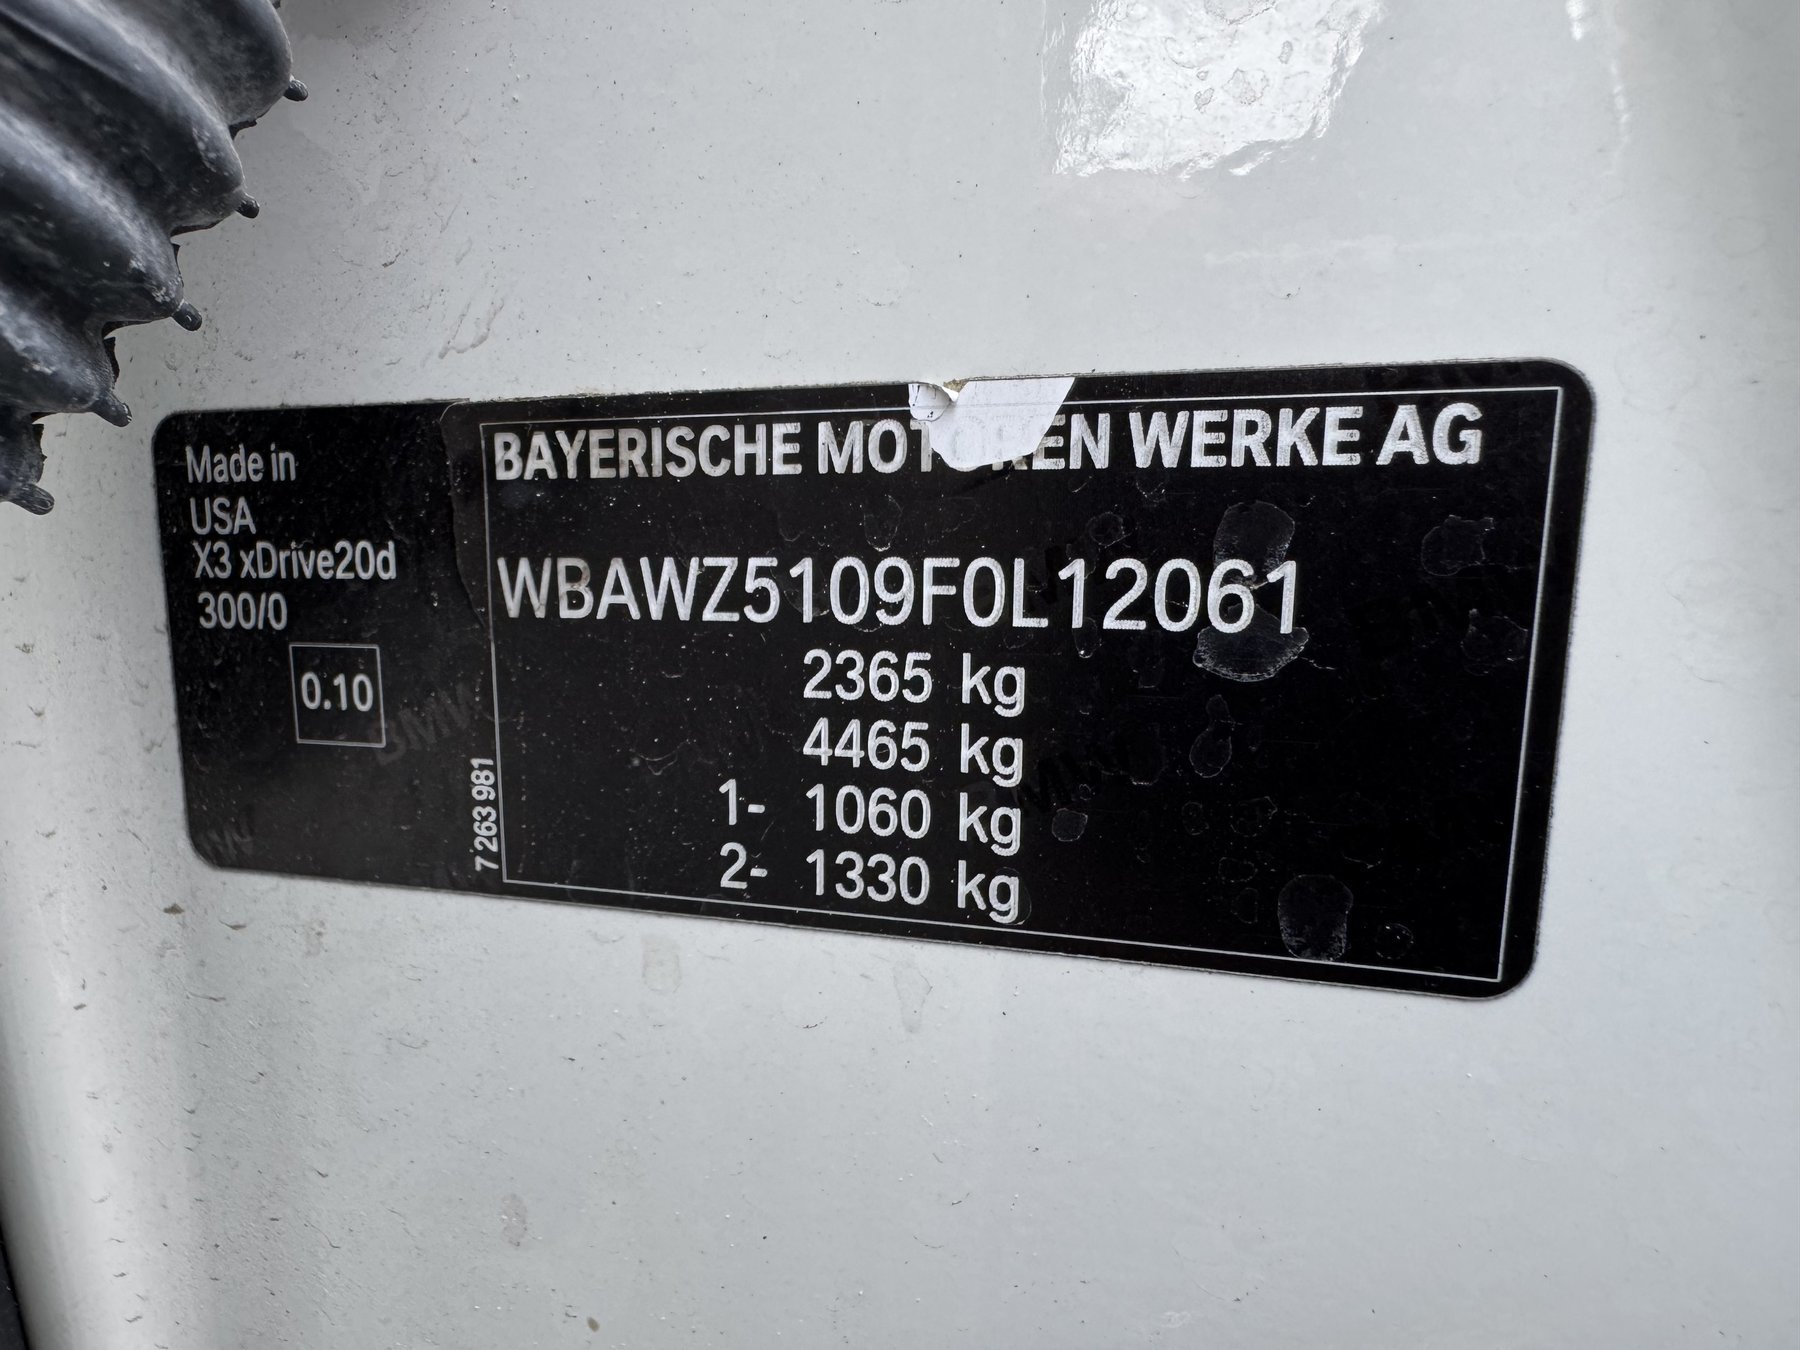 Made in
USA
X3 xDrive20d
300/0
0.10
7 263 981
BAYERISCHE MOTOREN WERKE AG
WBAWZ5109F0L12061
2365 kg
4465 kg
1- 1060 kg
2- 1330 kg